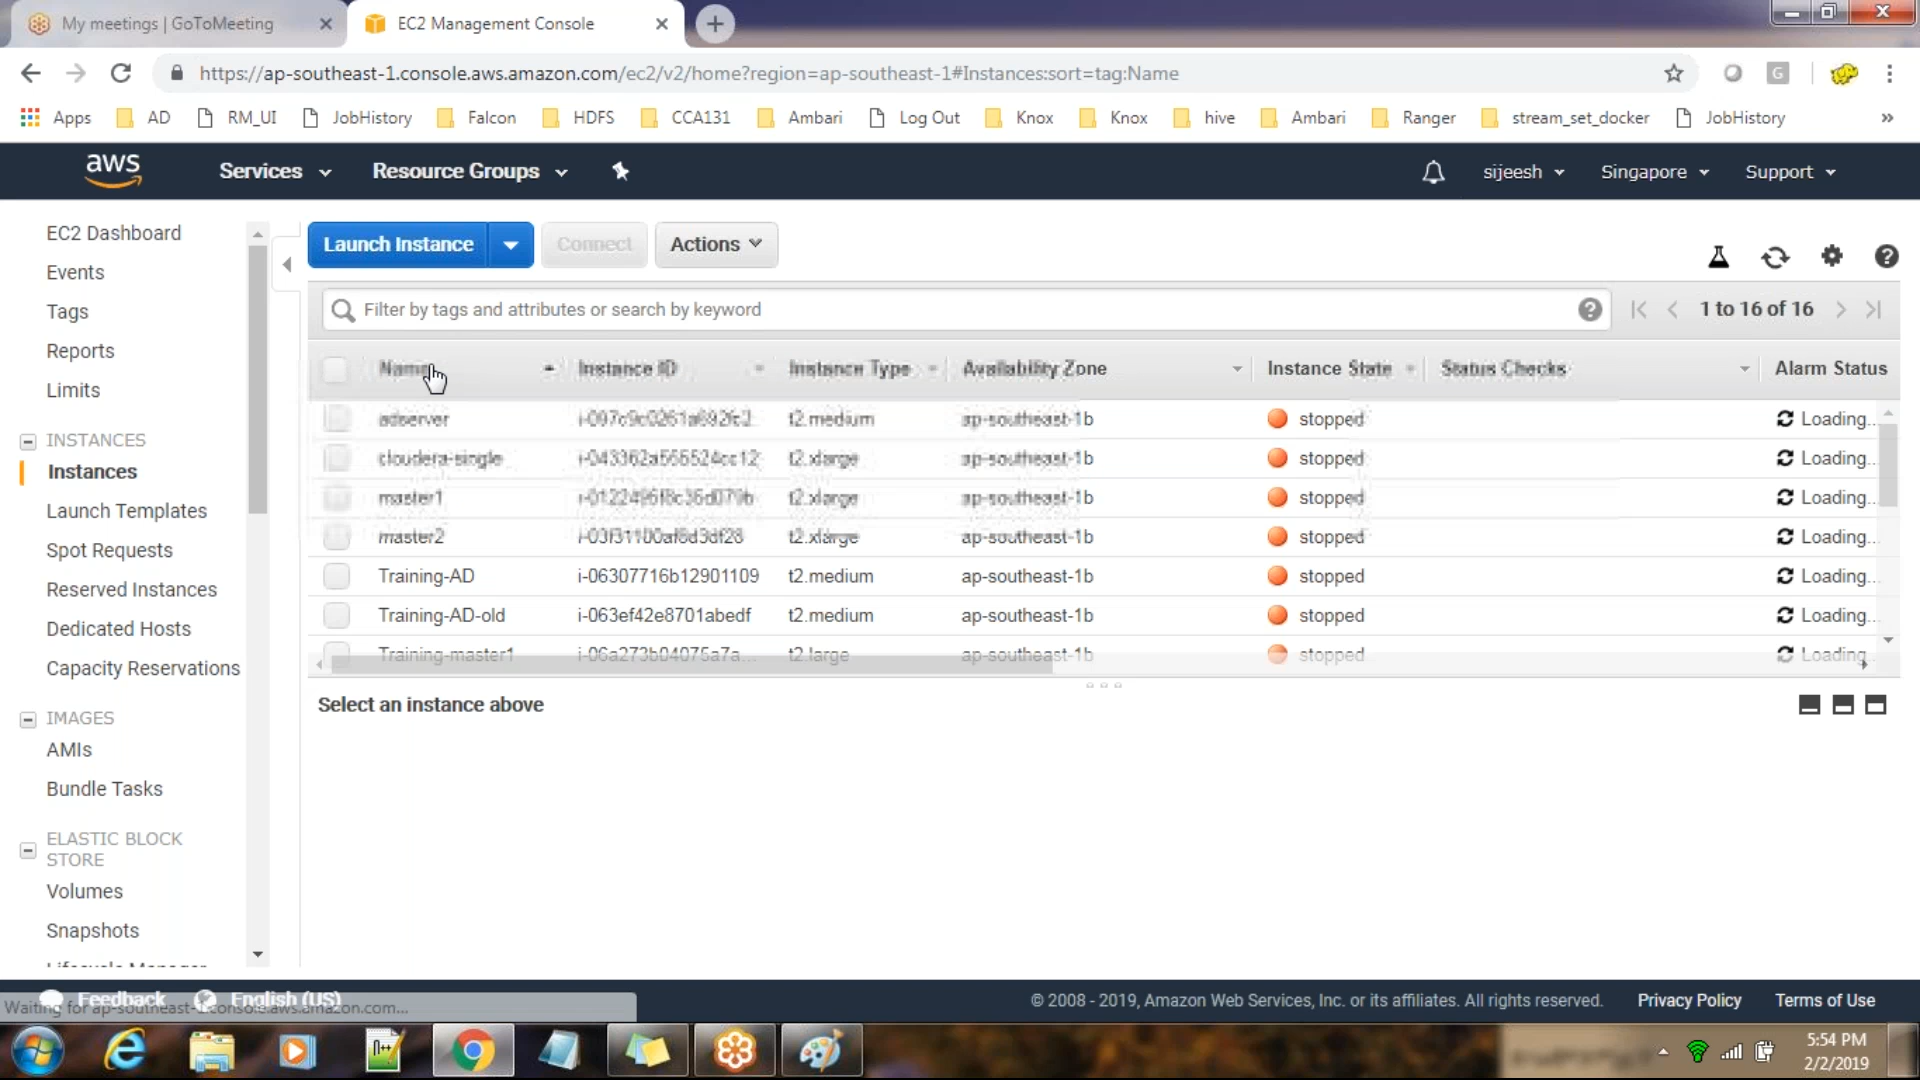 My meetings | GoToMeeting
EC2 Management Console
https://ap-southeast-1.console.aws.amazon.com/ec2/v2/home?region=ap-southeast-1#Instances:sort=tag:Name
G
Apps AD RM_UI JobHistory Falcon HDFS CCA131 Ambari Log Out Knox Knox hive Ambari Ranger stream_set_docker JobHistory »
aws Services Resource Groups sijeesh Singapore Support
EC2 Dashboard
Events
Tags
Reports
Limits
INSTANCES
Instances
Launch Templates
Spot Requests
Reserved Instances
Dedicated Hosts
Capacity Reservations
IMAGES
AMIs
Bundle Tasks
ELASTIC BLOCK
STORE
Volumes
Snapshots
Lifecycle Manager
Launch Instance Connect Actions
Filter by tags and attributes or search by keyword
1 to 16 of 16
Name Instance ID Instance Type Availability Zone Instance State Status Checks Alarm Status
adserver t2.medium ap-southeast-1b stopped Loading...
cloudera-single t2.xlarge ap-southeast-1b stopped Loading...
master1 t2.xlarge ap-southeast-1b stopped Loading...
master2 t2.xlarge ap-southeast-1b stopped Loading...
Training-AD i-06307716b12901109 t2.medium ap-southeast-1b stopped Loading...
Training-AD-old i-063ef42e8701abedf t2.medium ap-southeast-1b stopped Loading...
Training-master1 i-06a273b04075a7a... t2.large ap-southeast-1b stopped Loading
Select an instance above
Feedback English (US)
Waiting for ap-southeast-1.console.aws.amazon.com...
© 2008 - 2019, Amazon Web Services, Inc. or its affiliates. All rights reserved. Privacy Policy Terms of Use
5:54 PM
2/2/2019